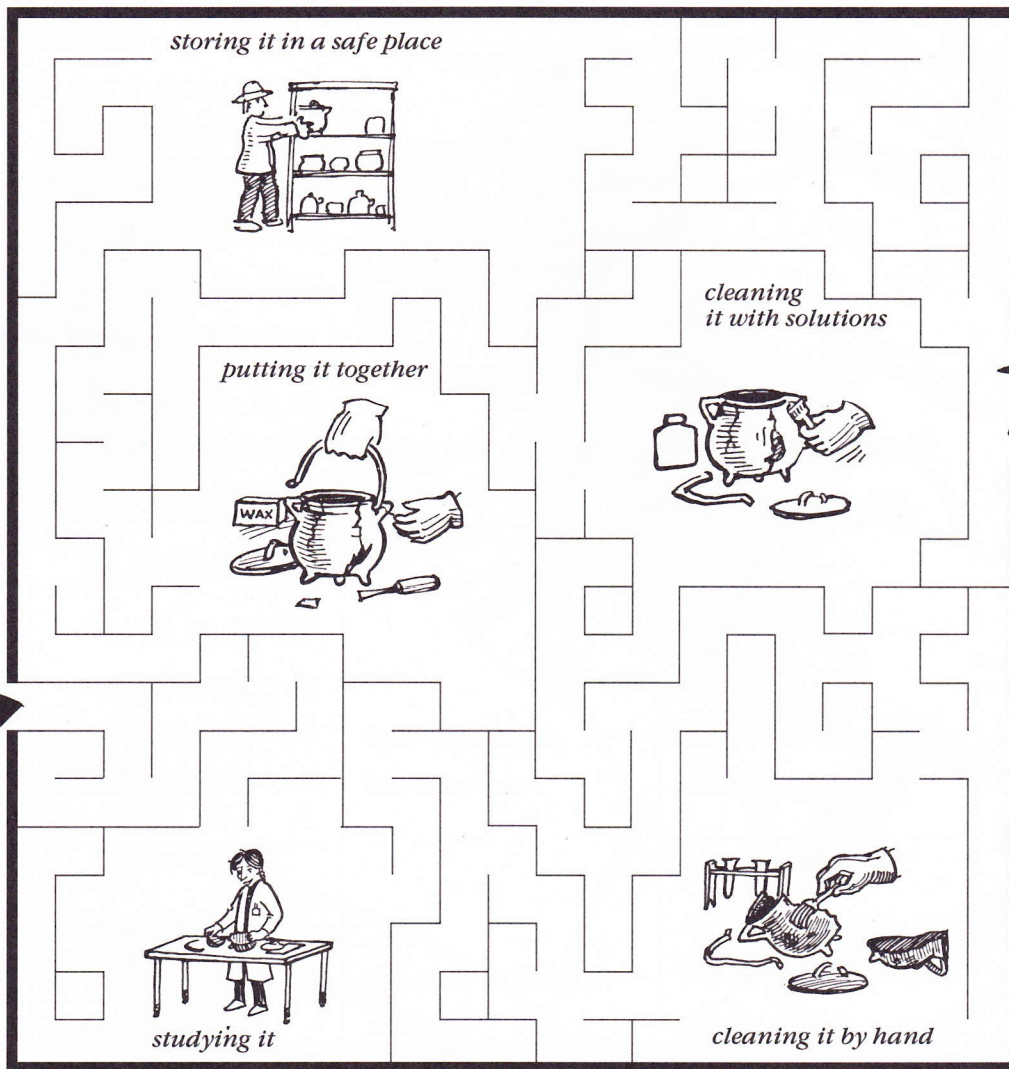 storing it in a safe place
cleaning
it with solutions
putting it together
WAX
studying it
cleaning it by hand